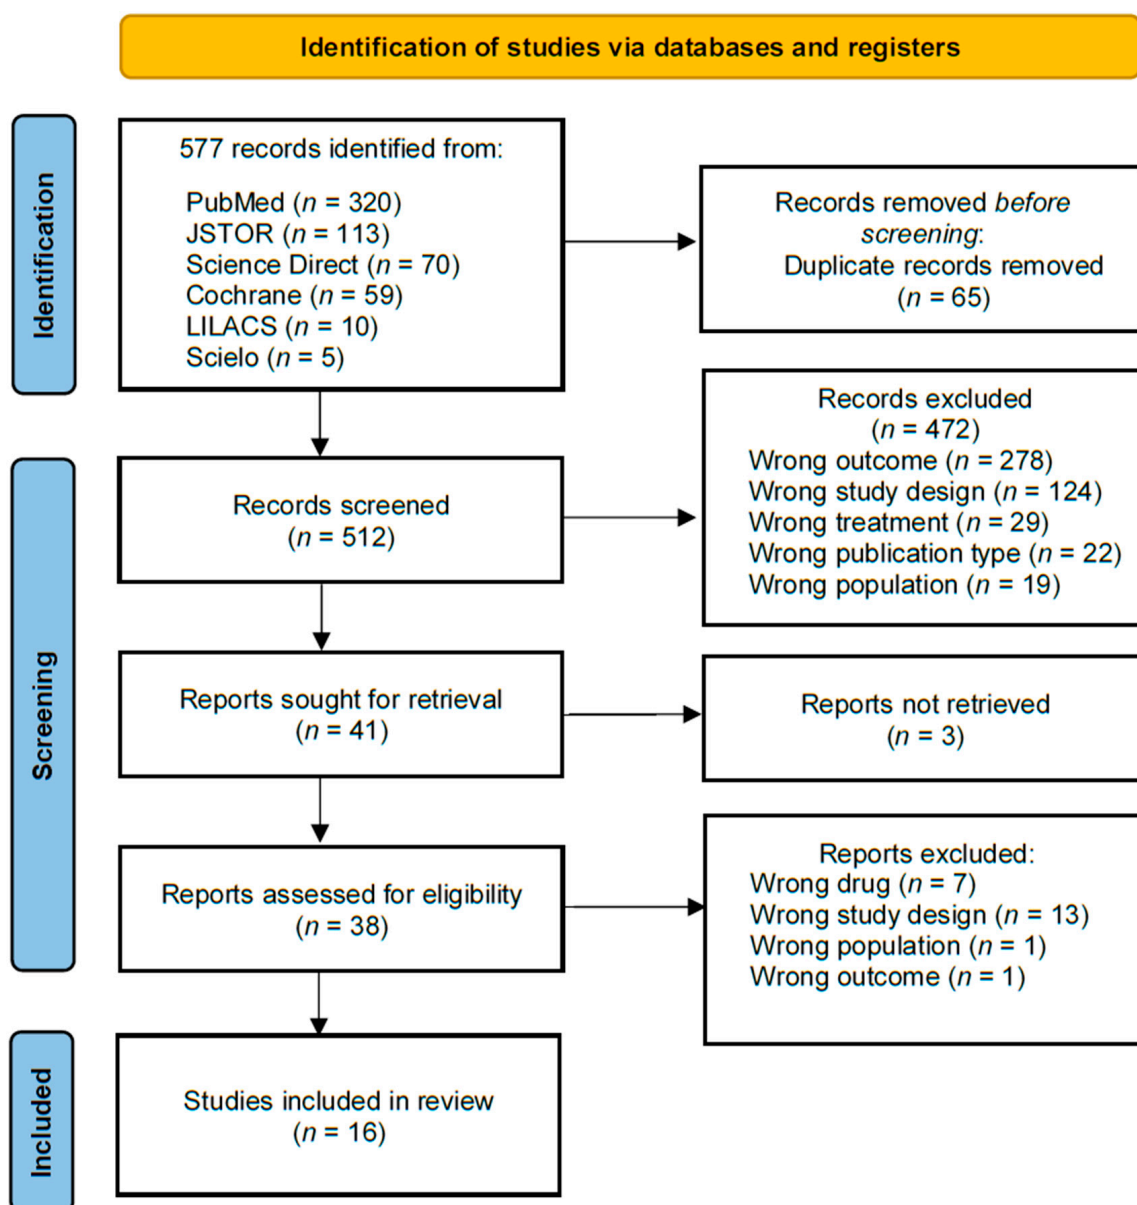 Identification of studies via databases and registers
Identification
577 records identified from:
PubMed (n = 320)
JSTOR (n = 113)
Science Direct (n = 70)
Cochrane (n = 59)
LILACS (n = 10)
Scielo (n = 5)
Records removed before
screening:
Duplicate records removed
(n = 65)
Screening
Records screened
(n = 512)
Records excluded
(n = 472)
Wrong outcome (n = 278)
Wrong study design (n = 124)
Wrong treatment (n = 29)
Wrong publication type (n = 22)
Wrong population (n = 19)
Reports sought for retrieval
(n = 41)
Reports not retrieved
(n = 3)
Reports assessed for eligibility
(n = 38)
Reports excluded:
Wrong drug (n = 7)
Wrong study design (n = 13)
Wrong population (n = 1)
Wrong outcome (n = 1)
Included
Studies included in review
(n = 16)